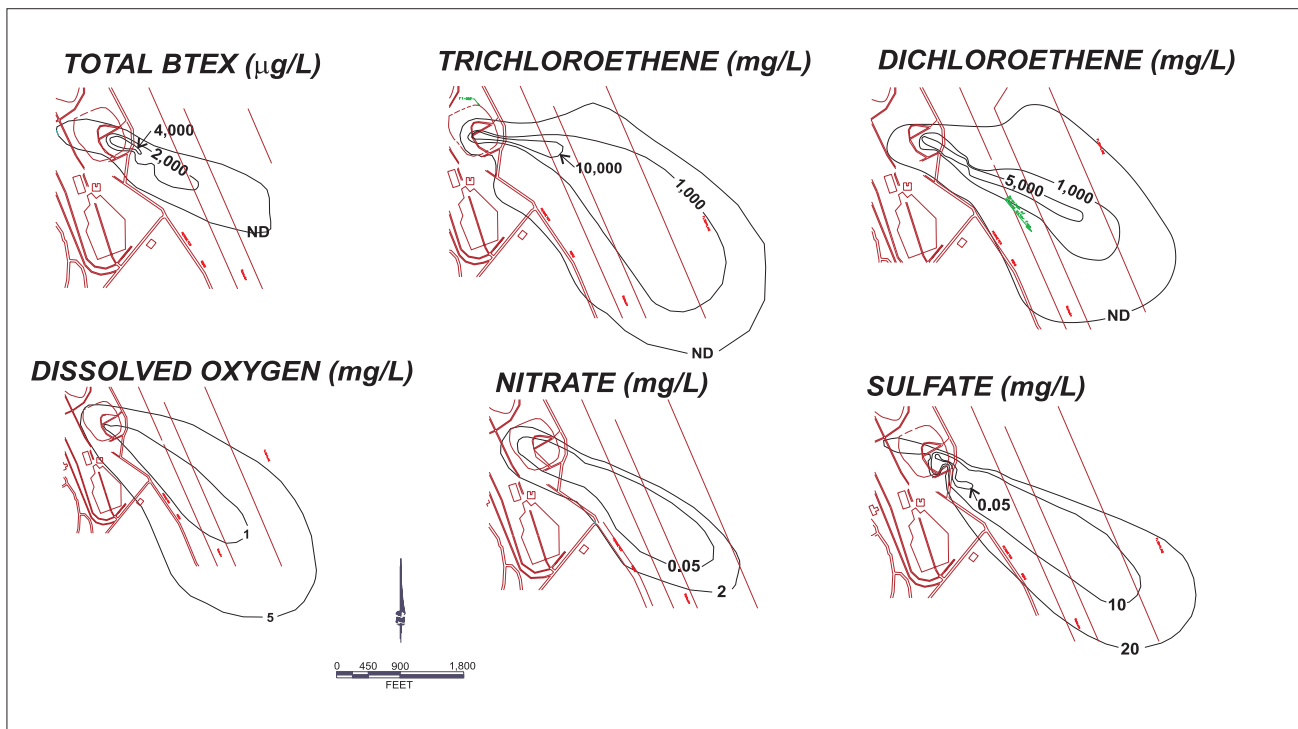 TOTAL BTEX (µg/L)
4,000
2,000
ND
TRICHLOROETHENE (mg/L)
10,000
1,000
ND
DICHLOROETHENE (mg/L)
1,000
5,000
ND
DISSOLVED OXYGEN (mg/L)
1
5
NITRATE (mg/L)
0.05
2
SULFATE (mg/L)
0.05
10
20
0 450 900 1,800
FEET